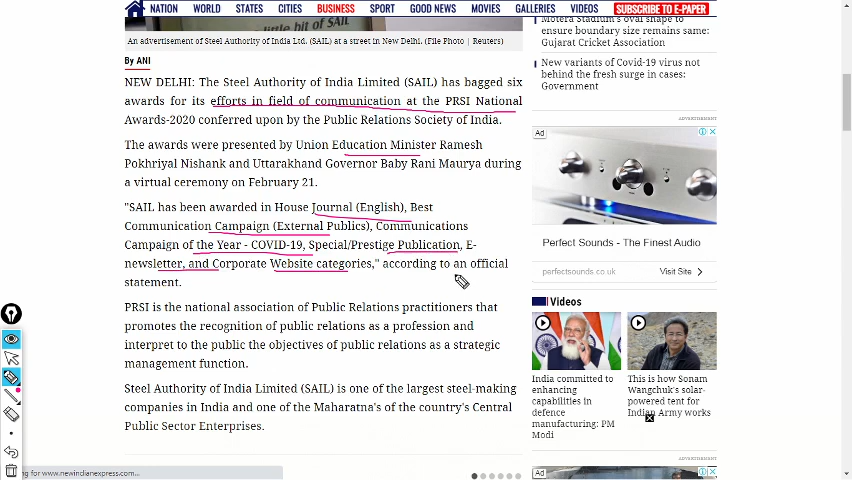 NATION WORLD STATES CITIES BUSINESS SPORT GOOD NEWS MOVIES GALLERIES VIDEOS SUBSCRIBE TO E-PAPER
bit of SAIL
An advertisement of Steel Authority of India Ltd. (SAIL) at a street in New Delhi. (File Photo | Reuters)
By ANI
NEW DELHI: The Steel Authority of India Limited (SAIL) has bagged six
awards for its efforts in field of communication at the PRSI National
Awards-2020 conferred upon by the Public Relations Society of India.
The awards were presented by Union Education Minister Ramesh
Pokhriyal Nishank and Uttarakhand Governor Baby Rani Maurya during
a virtual ceremony on February 21.
"SAIL has been awarded in House Journal (English), Best
Communication Campaign (External Publics), Communications
Campaign of the Year - COVID-19, Special/Prestige Publication, E-
newsletter, and Corporate Website categories," according to an official
statement.
PRSI is the national association of Public Relations practitioners that
promotes the recognition of public relations as a profession and
interpret to the public the objectives of public relations as a strategic
management function.
Steel Authority of India Limited (SAIL) is one of the largest steel-making
companies in India and one of the Maharatna's of the country's Central
Public Sector Enterprises.
ng for www.newindianexpress.com...
Motera Stadium's oval shape to
ensure boundary size remains same:
Gujarat Cricket Association
New variants of Covid-19 virus not
behind the fresh surge in cases:
Government
ADVERTISEMENT
Ad
Perfect Sounds - The Finest Audio
perfectsounds.co.uk Visit Site
Videos
India committed to
enhancing
capabilities in
defence
manufacturing: PM
Modi
This is how Sonam
Wangchuk's solar-
powered tent for
Indian Army works
ADVERTISEMENT
Ad